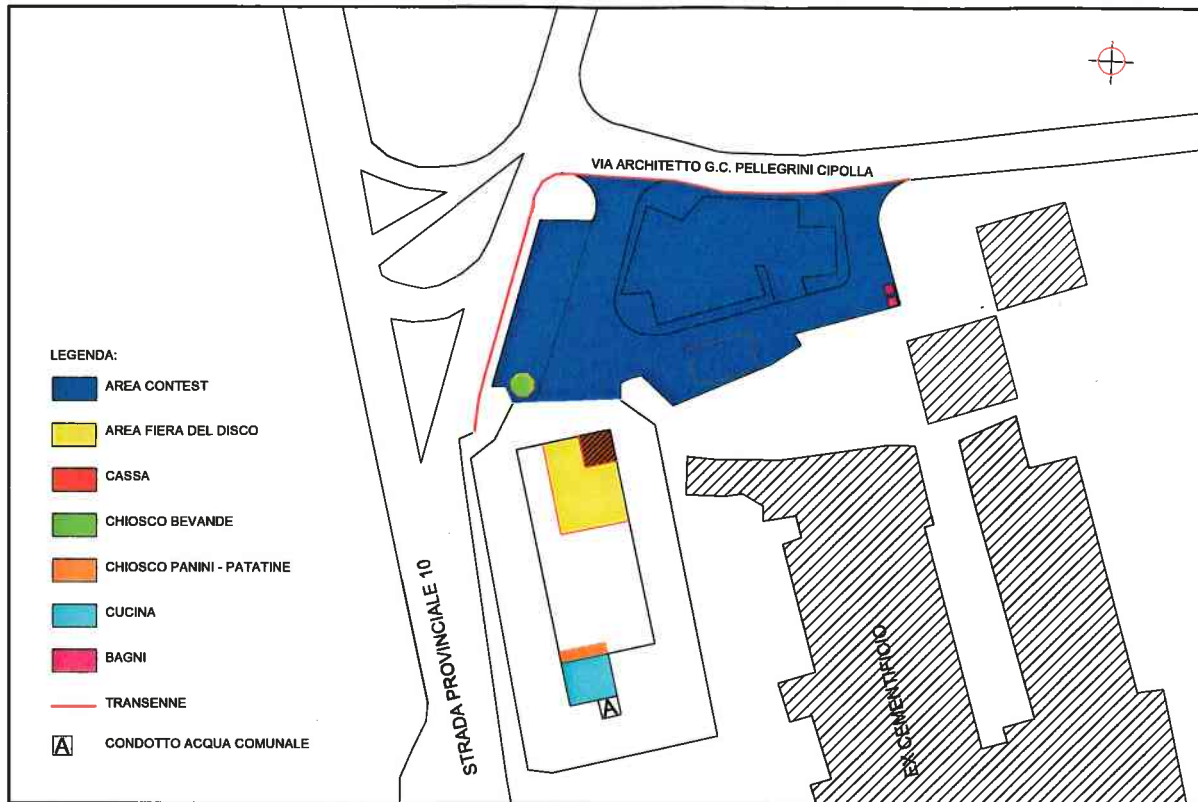 VIA ARCHITETTO G.C. PELLEGRINI CIPOLLA
LEGENDA:
AREA CONTEST
AREA FIERA DEL DISCO
CASSA
CHIOSCO BEVANDE
CHIOSCO PANINI - PATATINE
CUCINA
BAGNI
TRANSENNE
A CONDOTTO ACQUA COMUNALE
STRADA PROVINCIALE 10
A
EX CEMENTIFICIO